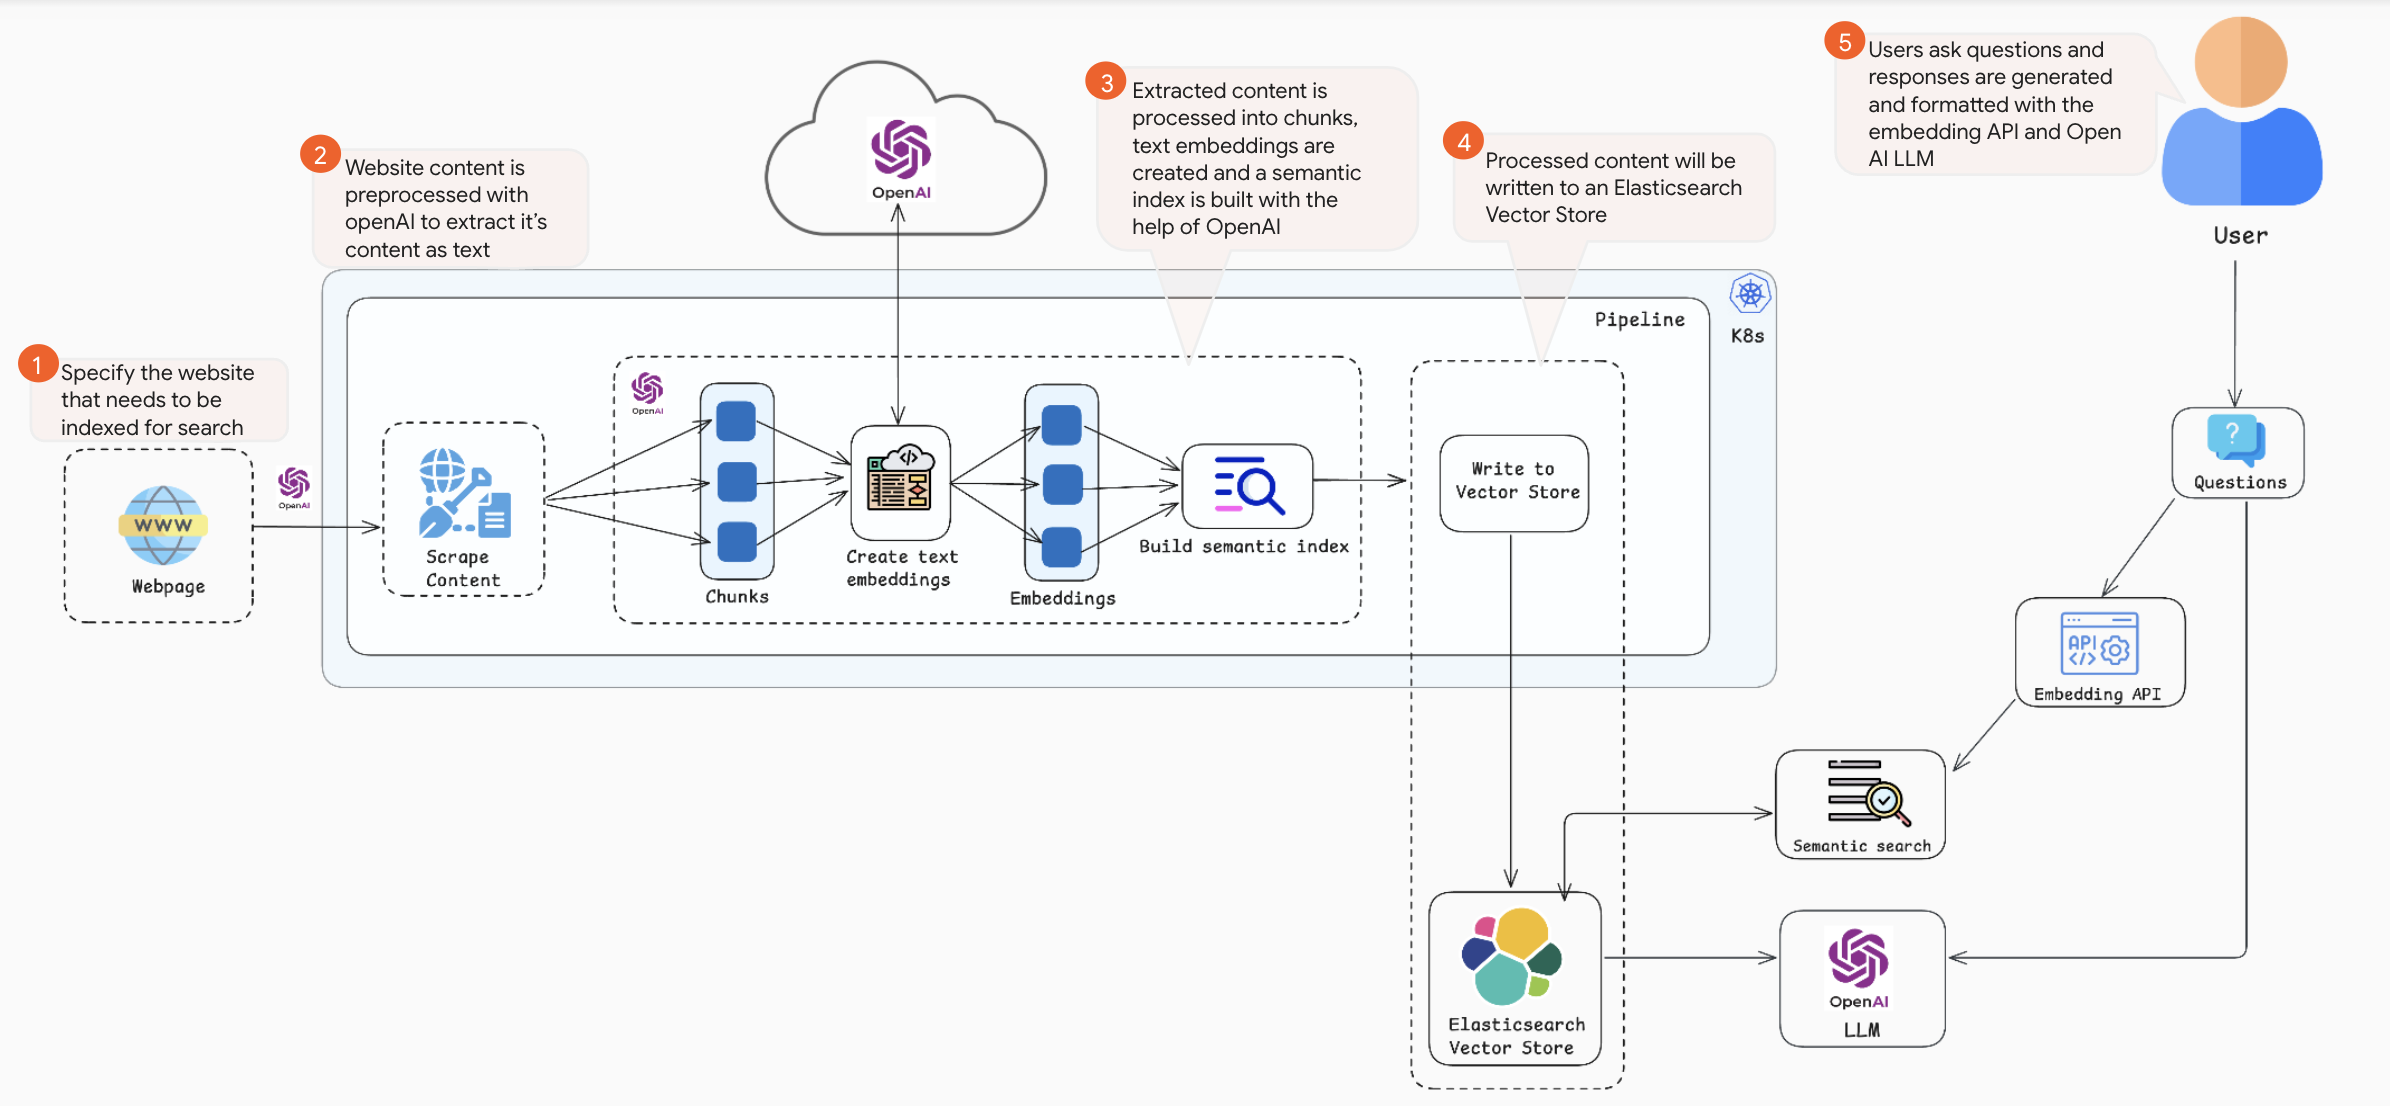 1
Specify the website
that needs to be
indexed for search
WWW
Webpage
OpenAI
2
Website content is
preprocessed with
openAI to extract it's
content as text
Scrape
Content
OpenAI
3
Extracted content is
processed into chunks,
text embeddings are
created and a semantic
index is built with the
help of OpenAI
OpenAI
Chunks
</>
Create text
embeddings
Embeddings
Build semantic index
4
Processed content will be
written to an Elasticsearch
Vector Store
Pipeline
K8s
Write to
Vector Store
Elasticsearch
Vector Store
5
Users ask questions and
responses are generated
and formatted with the
embedding API and Open
AI LLM
User
?
Questions
API
</>
Embedding API
Semantic search
OpenAI
LLM